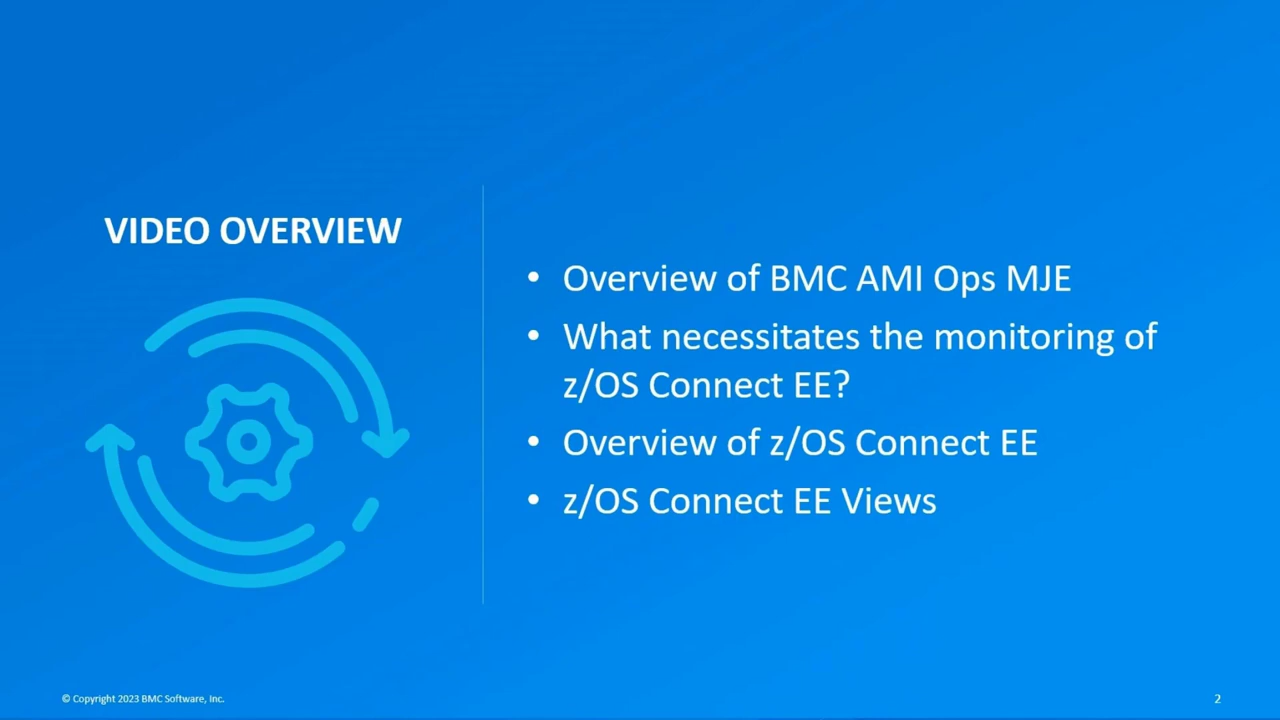 VIDEO OVERVIEW
• Overview of BMC AMI Ops MJE
• What necessitates the monitoring of
z/OS Connect EE?
• Overview of z/OS Connect EE
• z/OS Connect EE Views
© Copyright 2023 BMC Software, Inc.
2